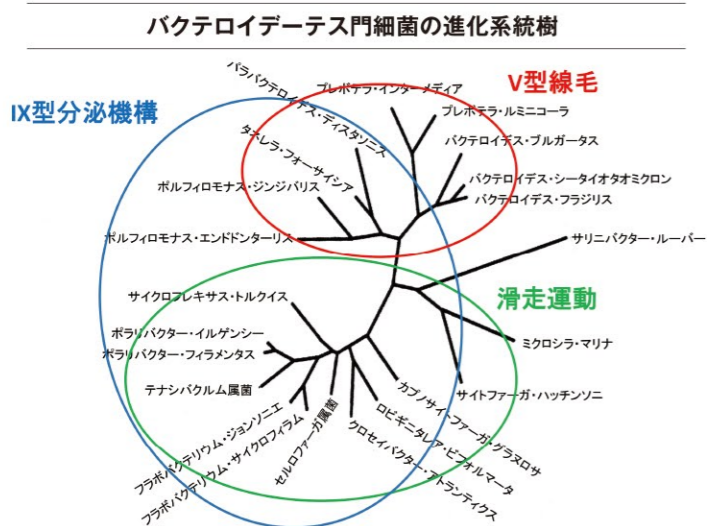 バクテロイデーテス門細菌の進化系統樹
V型線毛
IX型分泌機構
パラバクテロイデス・ディスタソニス
プレボテラ・インターメディア
プレボテラ・ルミニコーラ
タネレラ・フォーサイシア
バクテロイデス・ブルガータス
ポルフィロモナス・ジンジバリス
バクテロイデス・シータイオタオミクロン
バクテロイデス・フラジリス
ポルフィロモナス・エンドドンターリス
サリニバクター・ルーバー
サイクロフレキサス・トルクイス
滑走運動
ポラリバクター・イルゲンシー
ポラリバクター・フィラメンタス
ミクロシラ・マリナ
テナシバクルム属菌
サイトファーガ・ハッチンソニ
フラボバクテリウム・ジョンソニエ
フラボバクテリウム・サイクロフィラム
セルロファーガ属菌
クロセイバクター・アトランティクス
ロビギニタレア・ビフォルマータ
カプノサイトファーガ・グラヌロサ